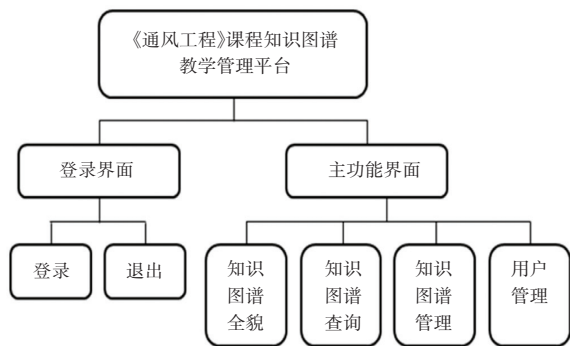 《通风工程》课程知识图谱
教学管理平台
登录界面
主功能界面
登录
退出
知识
图谱
全貌
知识
图谱
查询
知识
图谱
管理
用户
管理